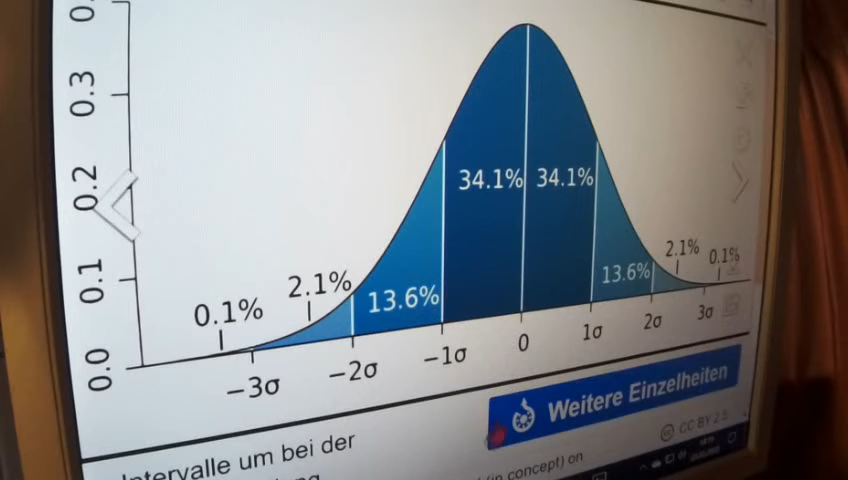 0.3
0.2
0.1
0.0
34.1% 34.1%
13.6% 13.6%
0.1% 2.1% 2.1% 0.1%
−3σ −2σ −1σ 0 1σ 2σ 3σ
Weitere Einzelheiten
CC BY 2.5
Intervalle um bei der
(in concept) on